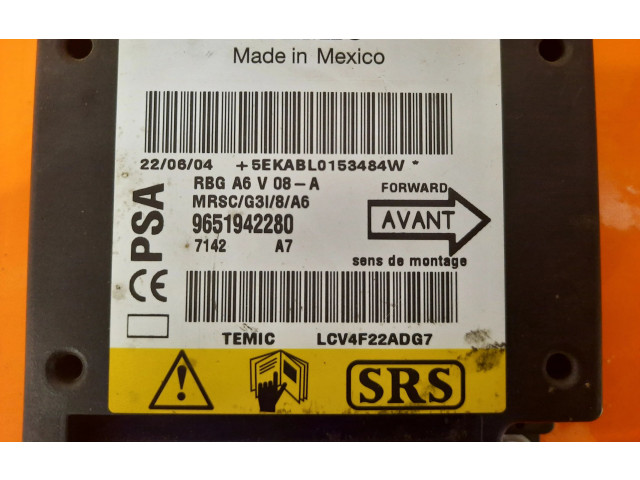 Made in Mexico
22/06/04 +5EKABL0153484W *
RBG A6 V 08-A
MRSC/G3I/8/A6
9651942280
7142 A7
PSA
CE
FORWARD
AVANT
sens de montage
TEMIC LCV4F22ADG7
SRS